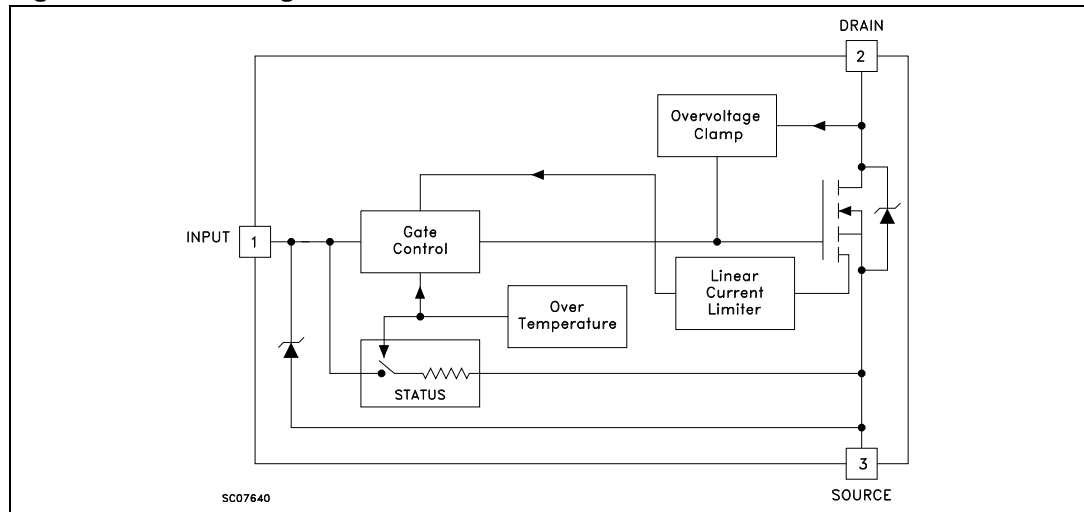 DRAIN
2
Overvoltage
Clamp
INPUT
1
Gate
Control
Linear
Current
Limiter
Over
Temperature
STATUS
3
SOURCE
SC07640